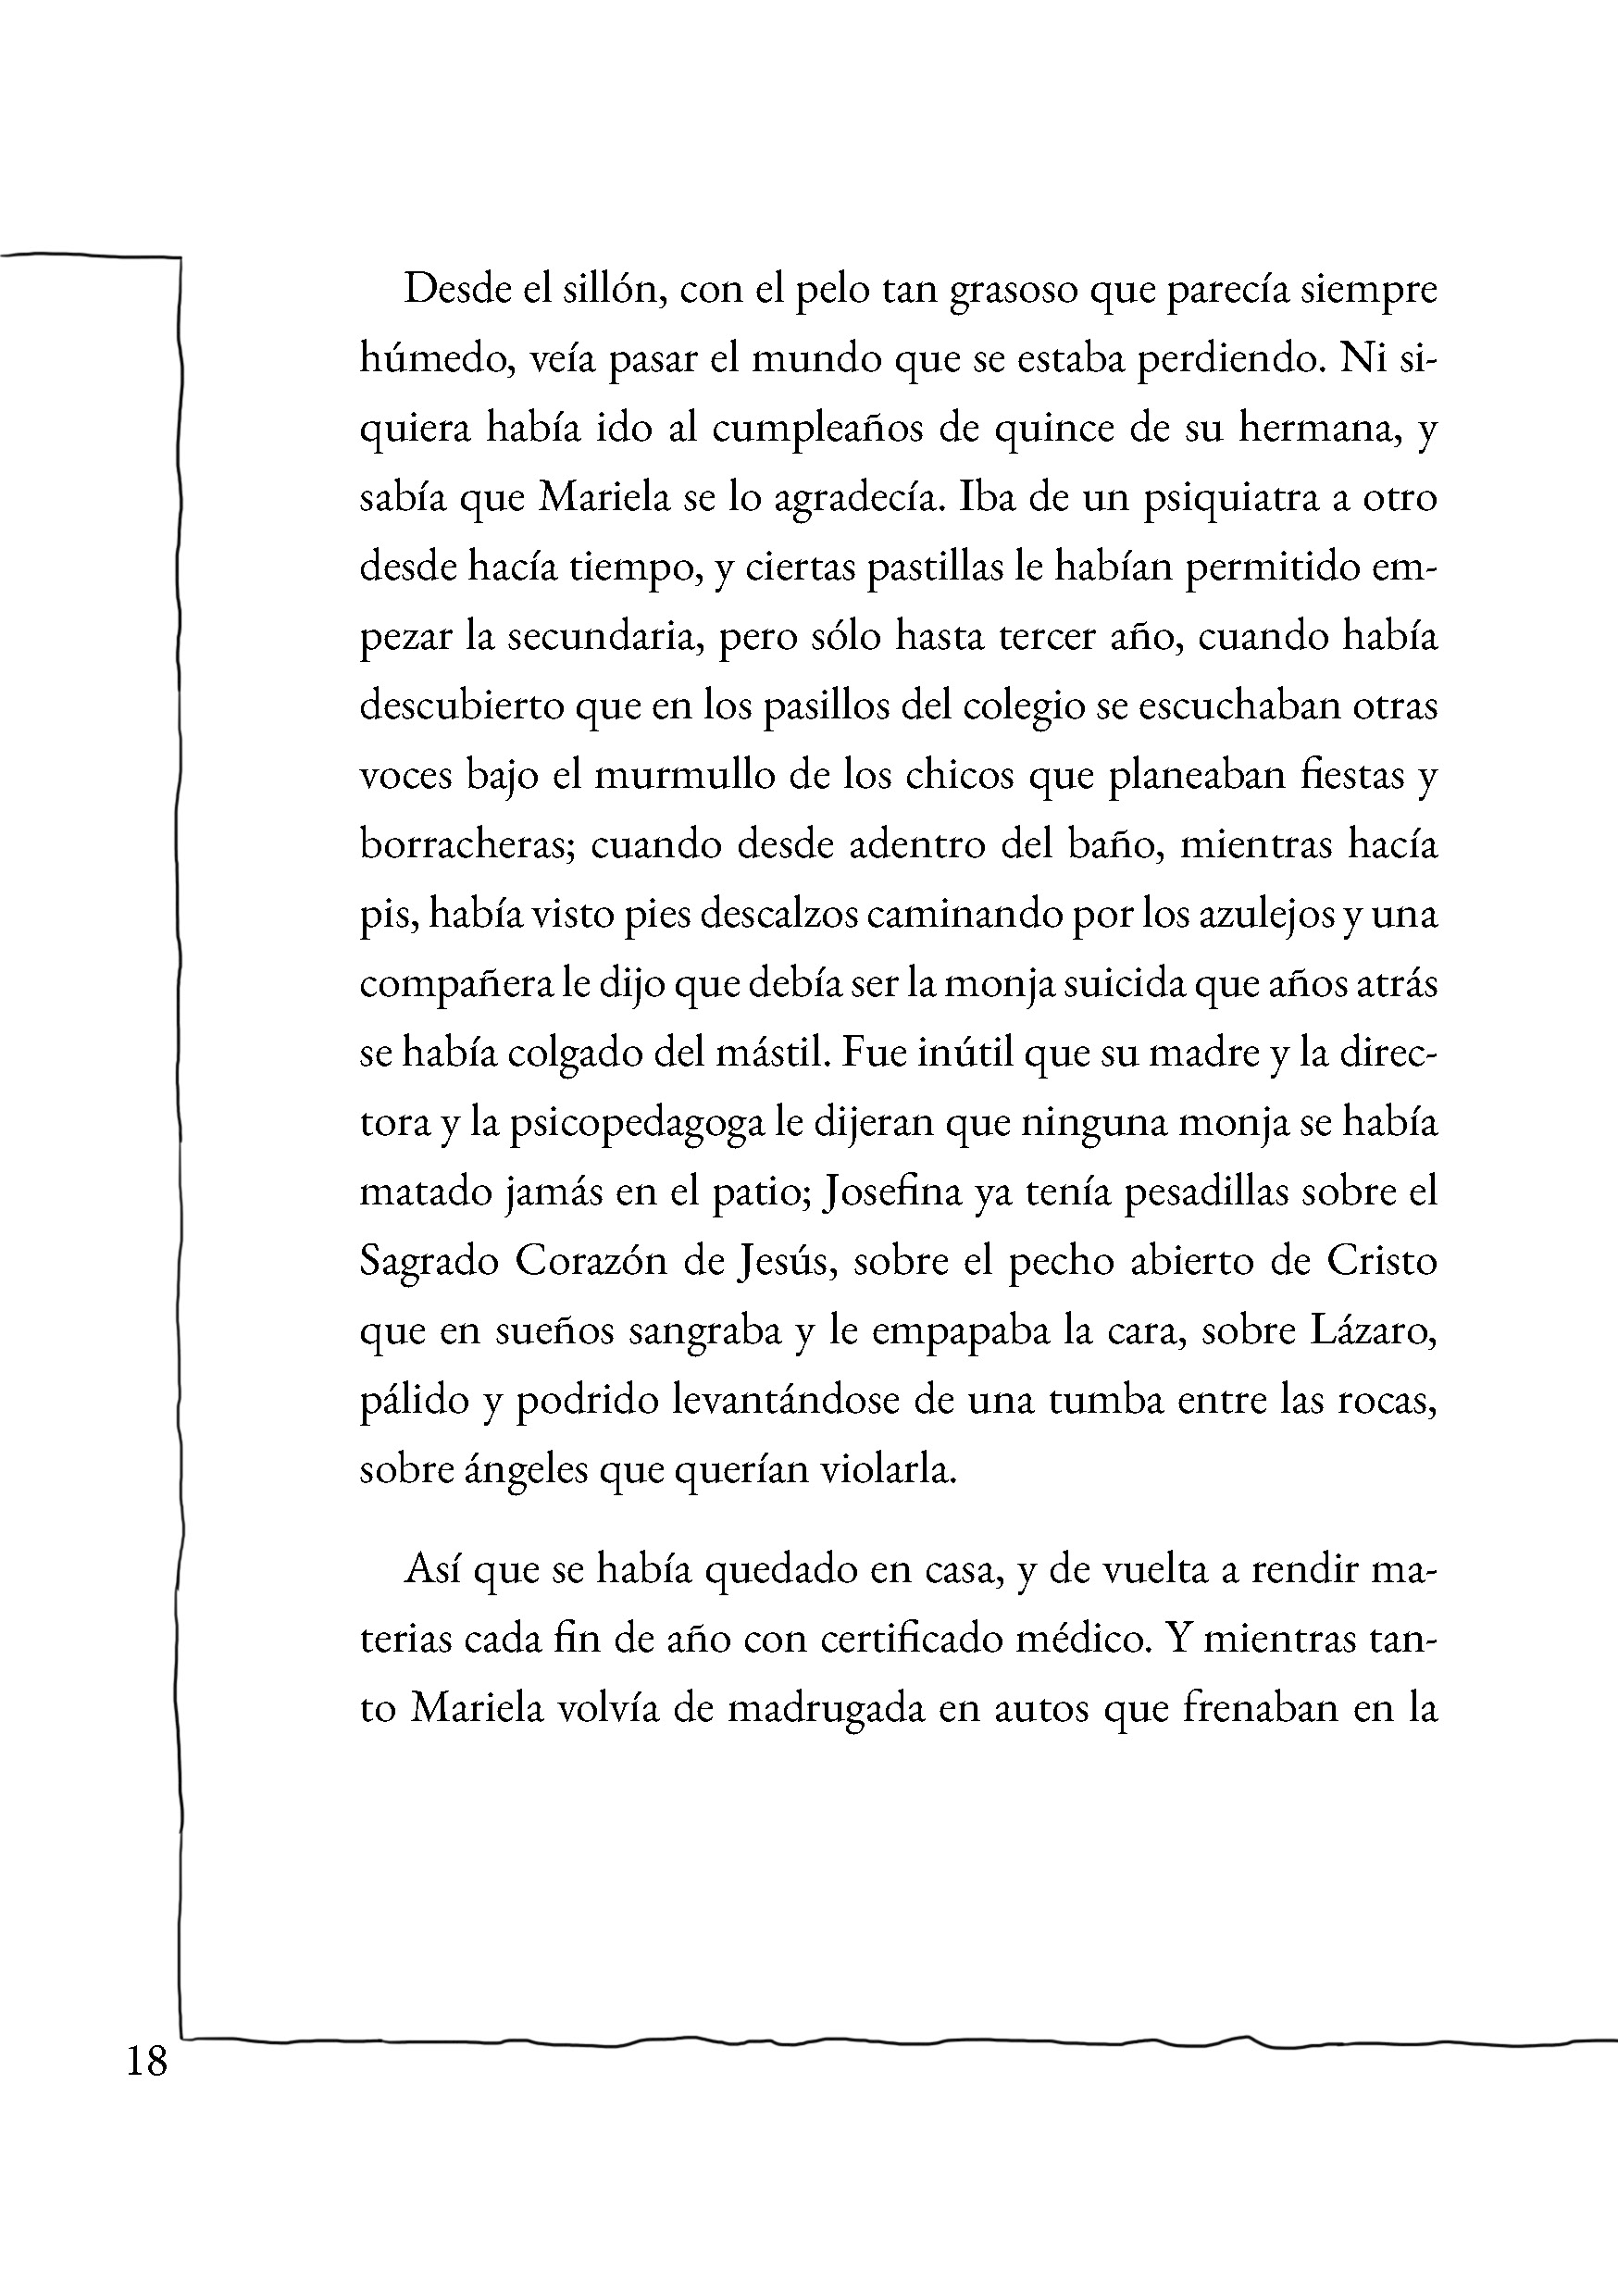 Desde el sillón, con el pelo tan grasoso que parecía siempre
húmedo, veía pasar el mundo que se estaba perdiendo. Ni si-
quiera había ido al cumpleaños de quince de su hermana, y
sabía que Mariela se lo agradecía. Iba de un psiquiatra a otro
desde hacía tiempo, y ciertas pastillas le habían permitido em-
pezar la secundaria, pero sólo hasta tercer año, cuando había
descubierto que en los pasillos del colegio se escuchaban otras
voces bajo el murmullo de los chicos que planeaban fiestas y
borracheras; cuando desde adentro del baño, mientras hacía
pis, había visto pies descalzos caminando por los azulejos y una
compañera le dijo que debía ser la monja suicida que años atrás
se había colgado del mástil. Fue inútil que su madre y la direc-
tora y la psicopedagoga le dijeran que ninguna monja se había
matado jamás en el patio; Josefina ya tenía pesadillas sobre el
Sagrado Corazón de Jesús, sobre el pecho abierto de Cristo
que en sueños sangraba y le empapaba la cara, sobre Lázaro,
pálido y podrido levantándose de una tumba entre las rocas,
sobre ángeles que querían violarla.
Así que se había quedado en casa, y de vuelta a rendir ma-
terias cada fin de año con certificado médico. Y mientras tan-
to Mariela volvía de madrugada en autos que frenaban en la
18